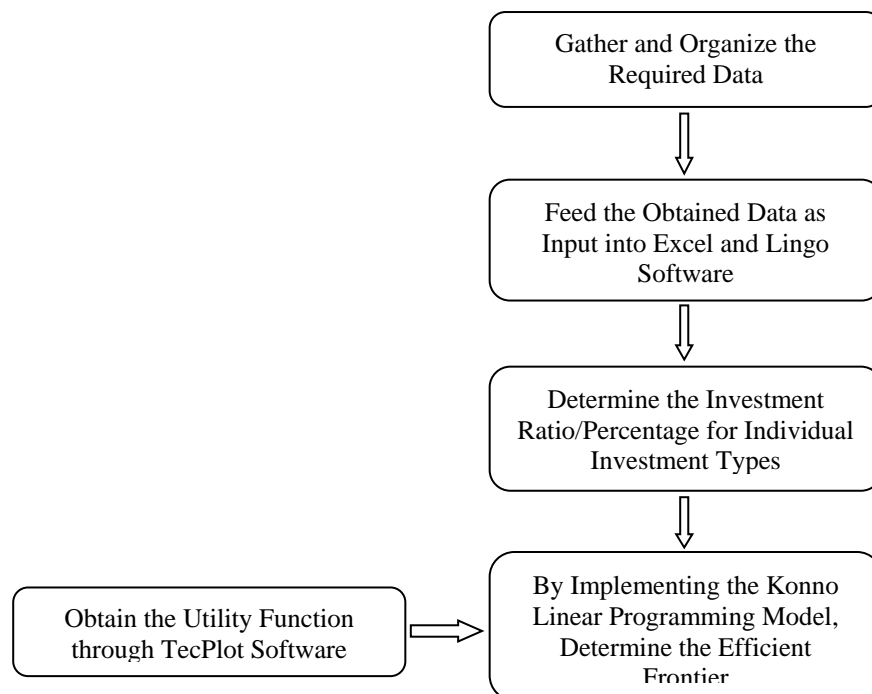 Gather and Organize the
Required Data
Feed the Obtained Data as
Input into Excel and Lingo
Software
Determine the Investment
Ratio/Percentage for Individual
Investment Types
Obtain the Utility Function
through TecPlot Software
By Implementing the Konno
Linear Programming Model,
Determine the Efficient
Frontier